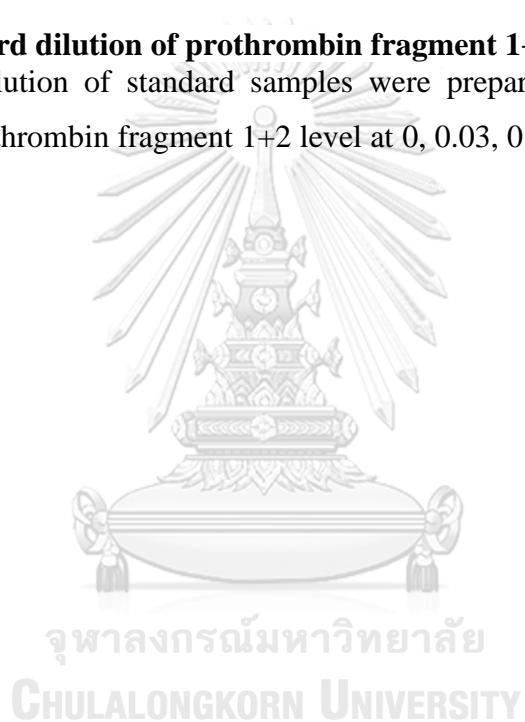 rd dilution of prothrombin fragment 1
lution of standard samples were prepar
thrombin fragment 1+2 level at 0, 0.03, 0
จุฬาลงกรณ์มหาวิทยาลัย
CHULALONGKORN UNIVERSITY